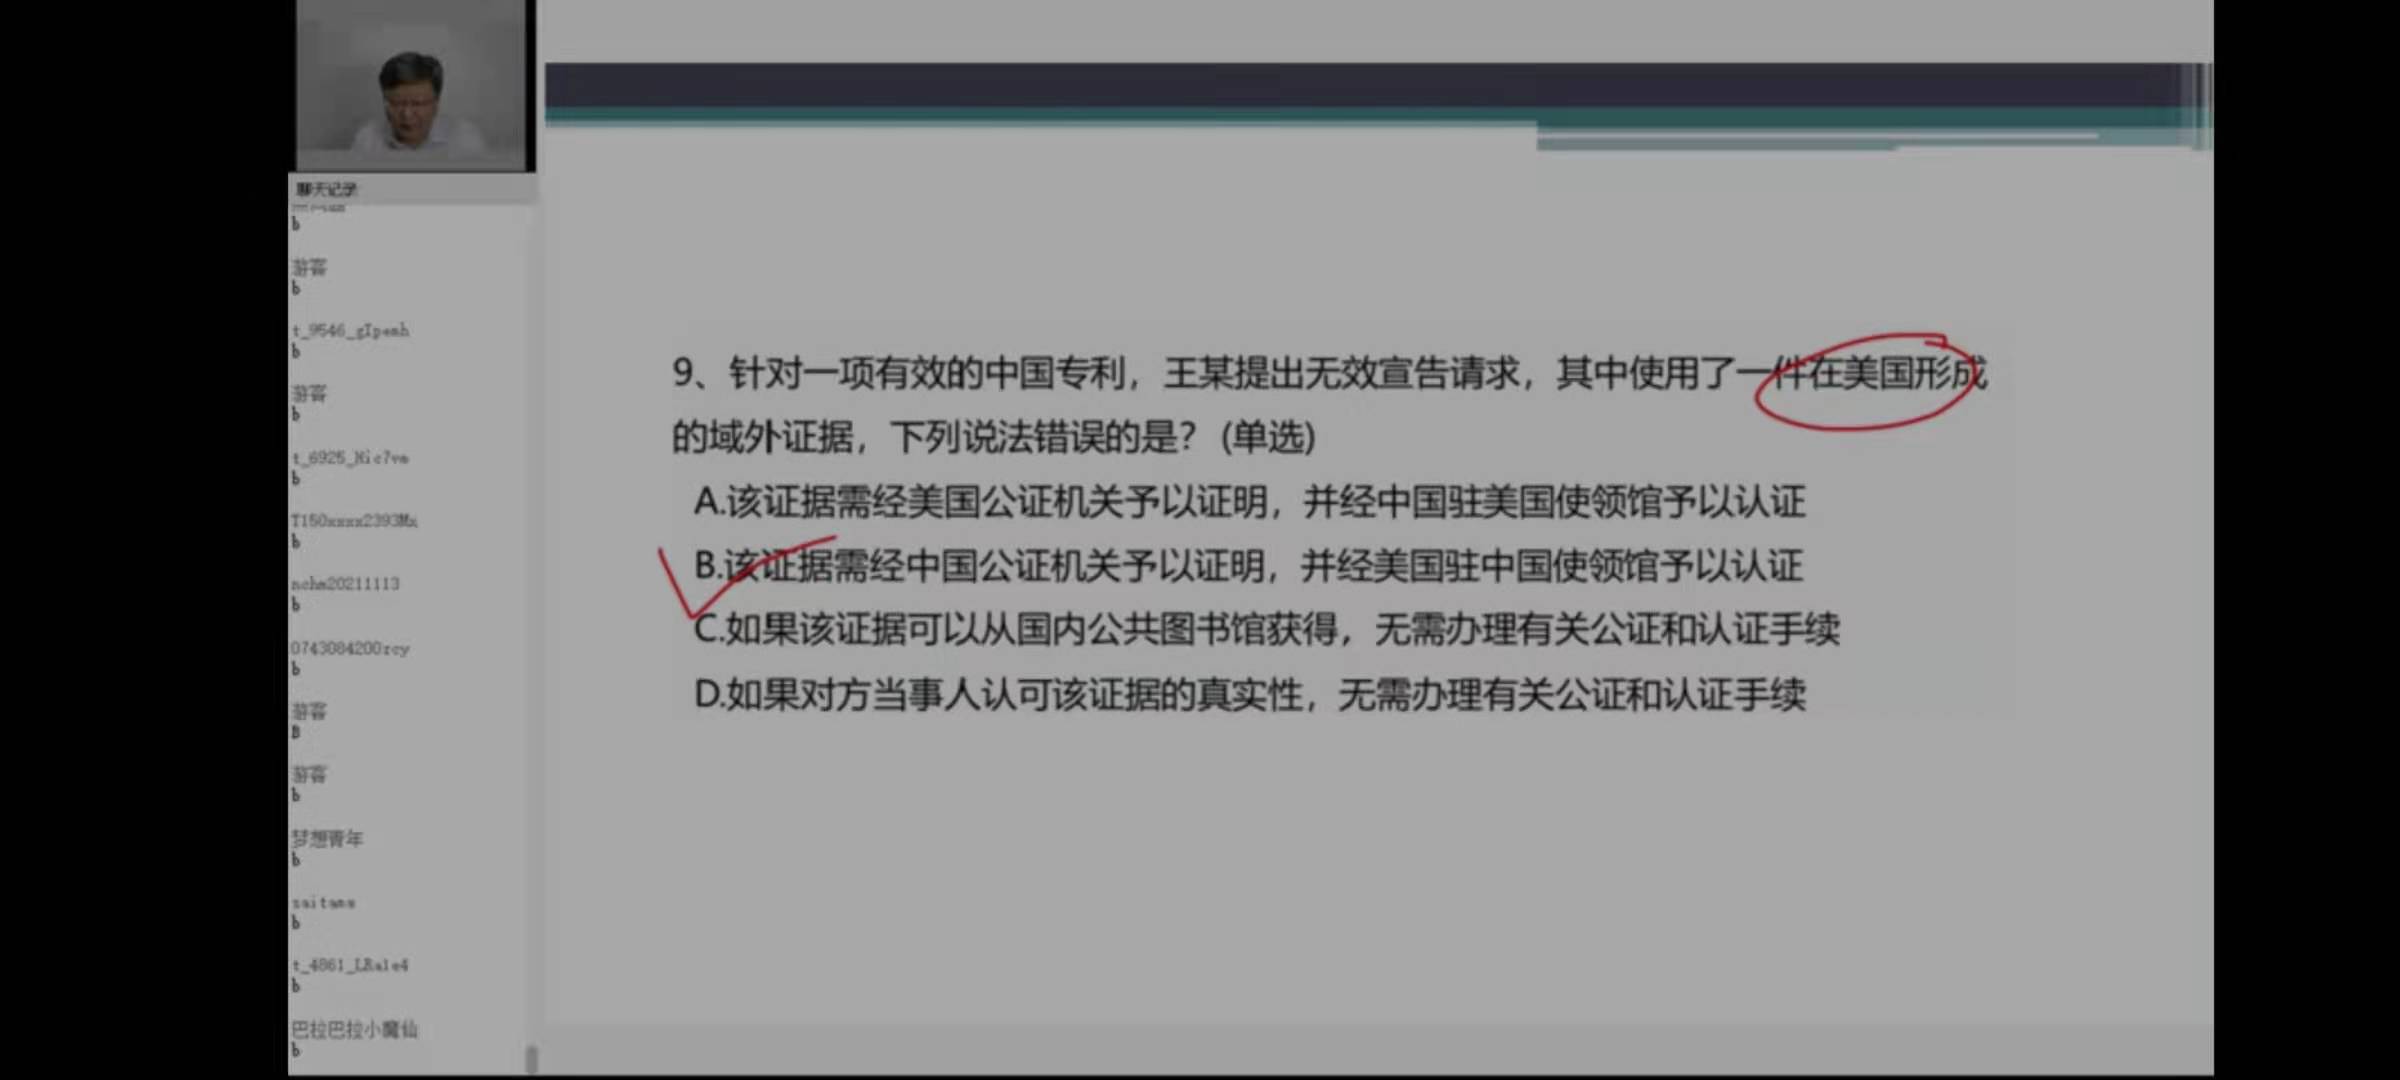 聊天记录
b
游客
b
b
游客
b
b
b
nchm20211113
b
0743084200rcy
b
游客
B
游客
b
梦想青年
b
saitama
b
b
巴拉巴拉小魔仙
b
9、针对一项有效的中国专利，王某提出无效宣告请求，其中使用了一件在美国形成
的域外证据，下列说法错误的是？(单选)
A.该证据需经美国公证机关予以证明，并经中国驻美国使领馆予以认证
B.该证据需经中国公证机关予以证明，并经美国驻中国使领馆予以认证
C.如果该证据可以从国内公共图书馆获得，无需办理有关公证和认证手续
D.如果对方当事人认可该证据的真实性，无需办理有关公证和认证手续